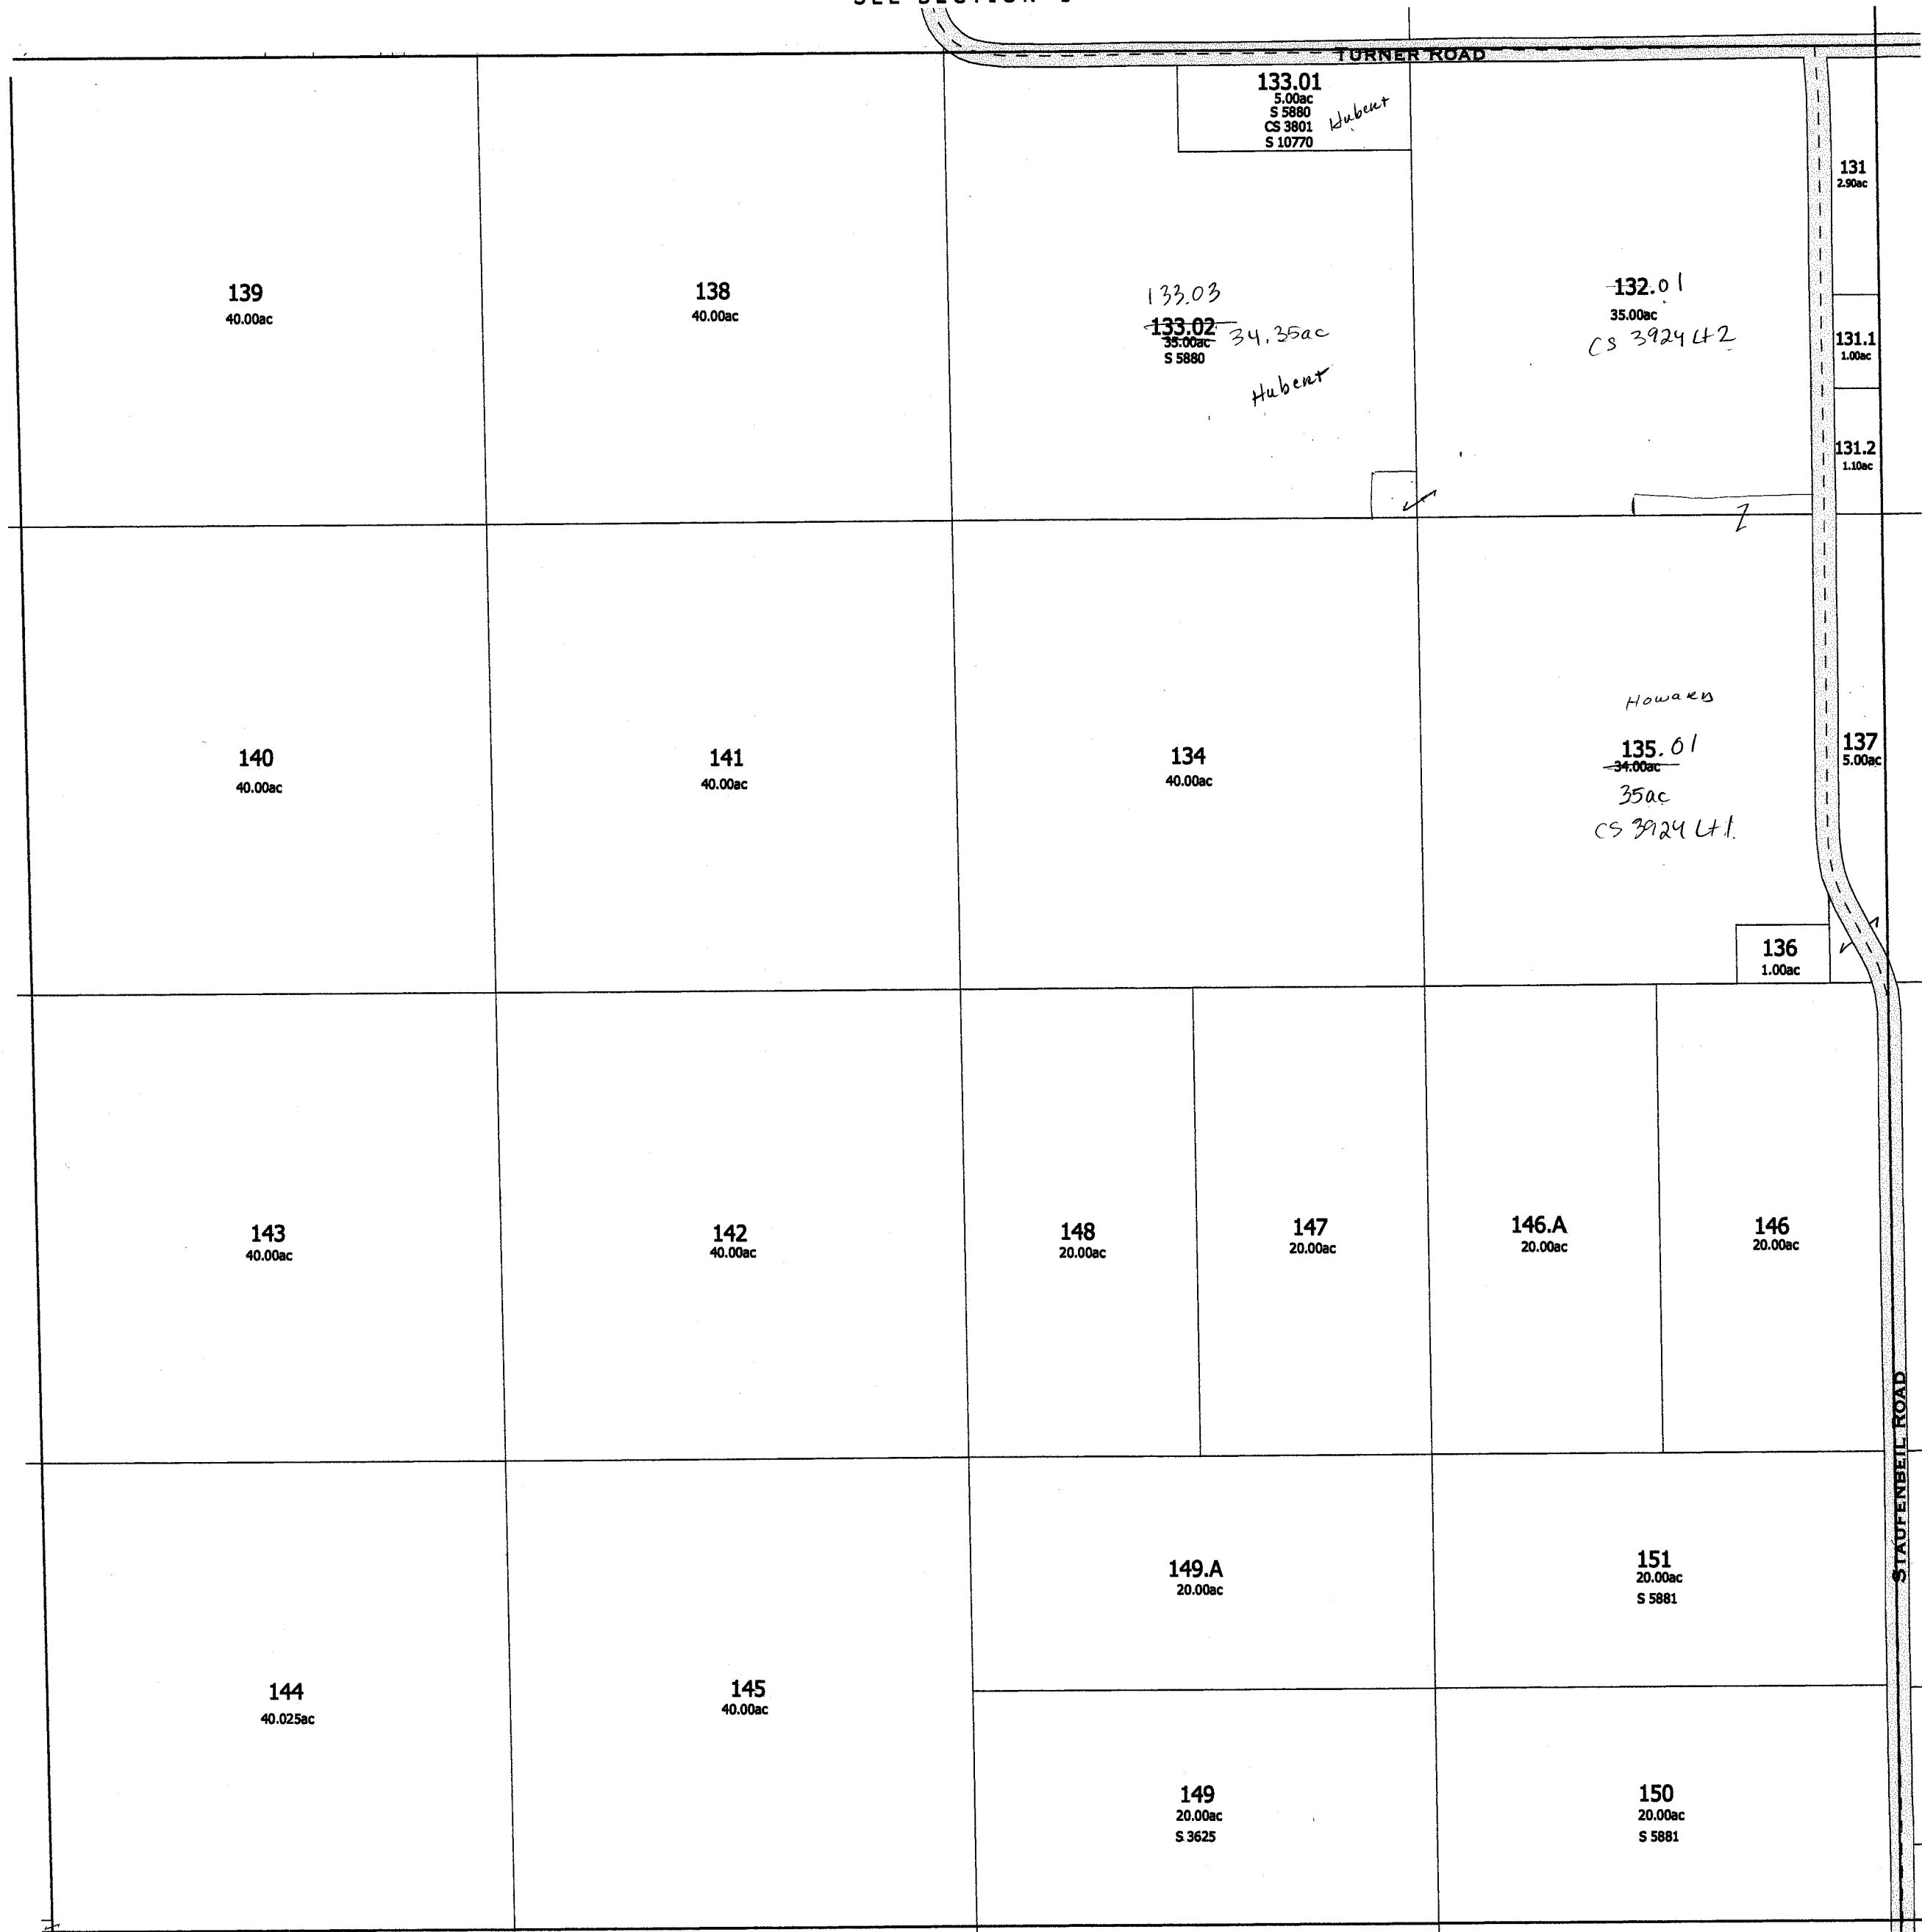 TURNER ROAD
133.01
5.00ac
S 5880
CS 3801
S 10770
Hubert
131
2.90ac
139
40.00ac
138
40.00ac
133.03
133.02
35.00ac
34.35ac
S 5880
Hubert
132.01
35.00ac
CS 3924 Lt 2
131.1
1.00ac
131.2
1.10ac
140
40.00ac
141
40.00ac
134
40.00ac
Howard
135.01
34.00ac
35ac
CS 3924 Lt 1.
137
5.00ac
136
1.00ac
143
40.00ac
142
40.00ac
148
20.00ac
147
20.00ac
146.A
20.00ac
146
20.00ac
STAUFENBEIL ROAD
144
40.025ac
145
40.00ac
149.A
20.00ac
151
20.00ac
S 5881
149
20.00ac
S 3625
150
20.00ac
S 5881